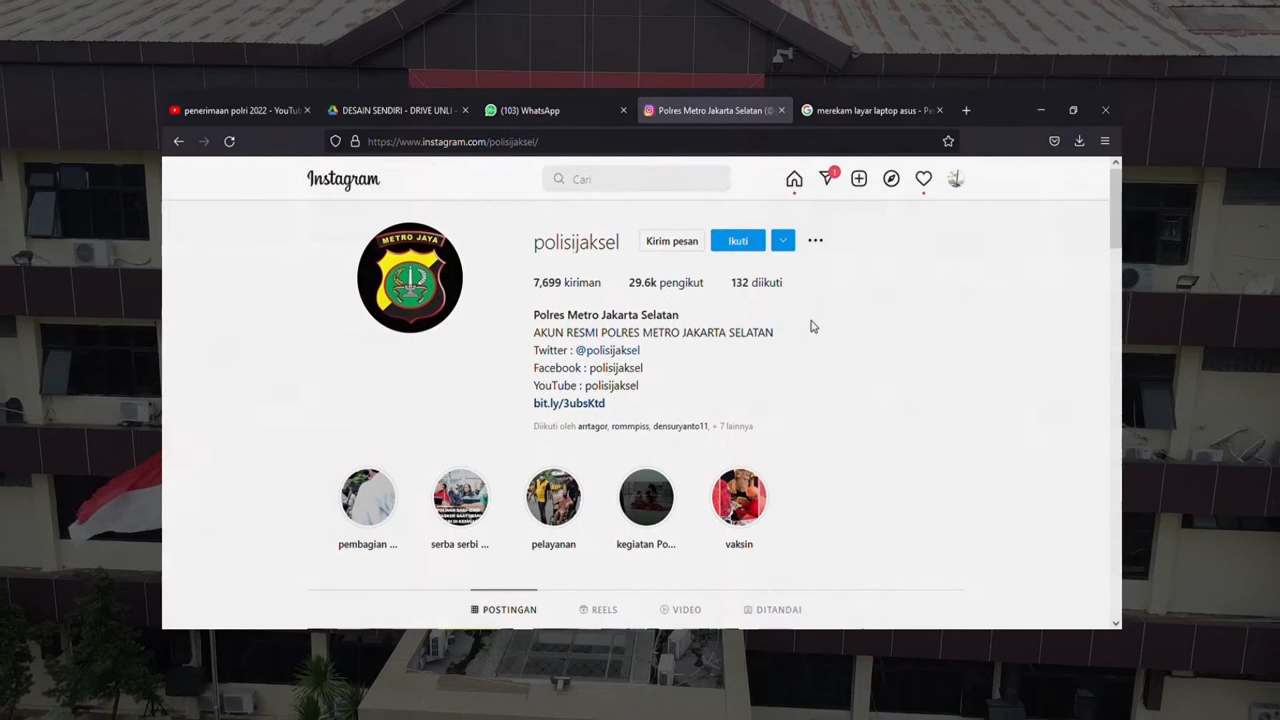 penerimaan polri 2022 - YouTu
DESAIN SENDIRI - DRIVE UNLI -
(103) WhatsApp
Polres Metro Jakarta Selatan (@
merekam layar laptop asus - Pe
https://www.instagram.com/polisijaksel/
Instagram
Cari
1
METRO JAYA
polisijaksel
Kirim pesan
Ikuti
7,699 kiriman
29.6k pengikut
132 diikuti
Polres Metro Jakarta Selatan
AKUN RESMI POLRES METRO JAKARTA SELATAN
Twitter : @polisijaksel
Facebook : polisijaksel
YouTube : polisijaksel
bit.ly/3ubsKtd
Diikuti oleh arrtagor, rommpiss, densuryanto11, + 7 lainnya
pembagian ...
serba serbi ...
pelayanan
kegiatan Po...
vaksin
POSTINGAN
REELS
VIDEO
DITANDAI